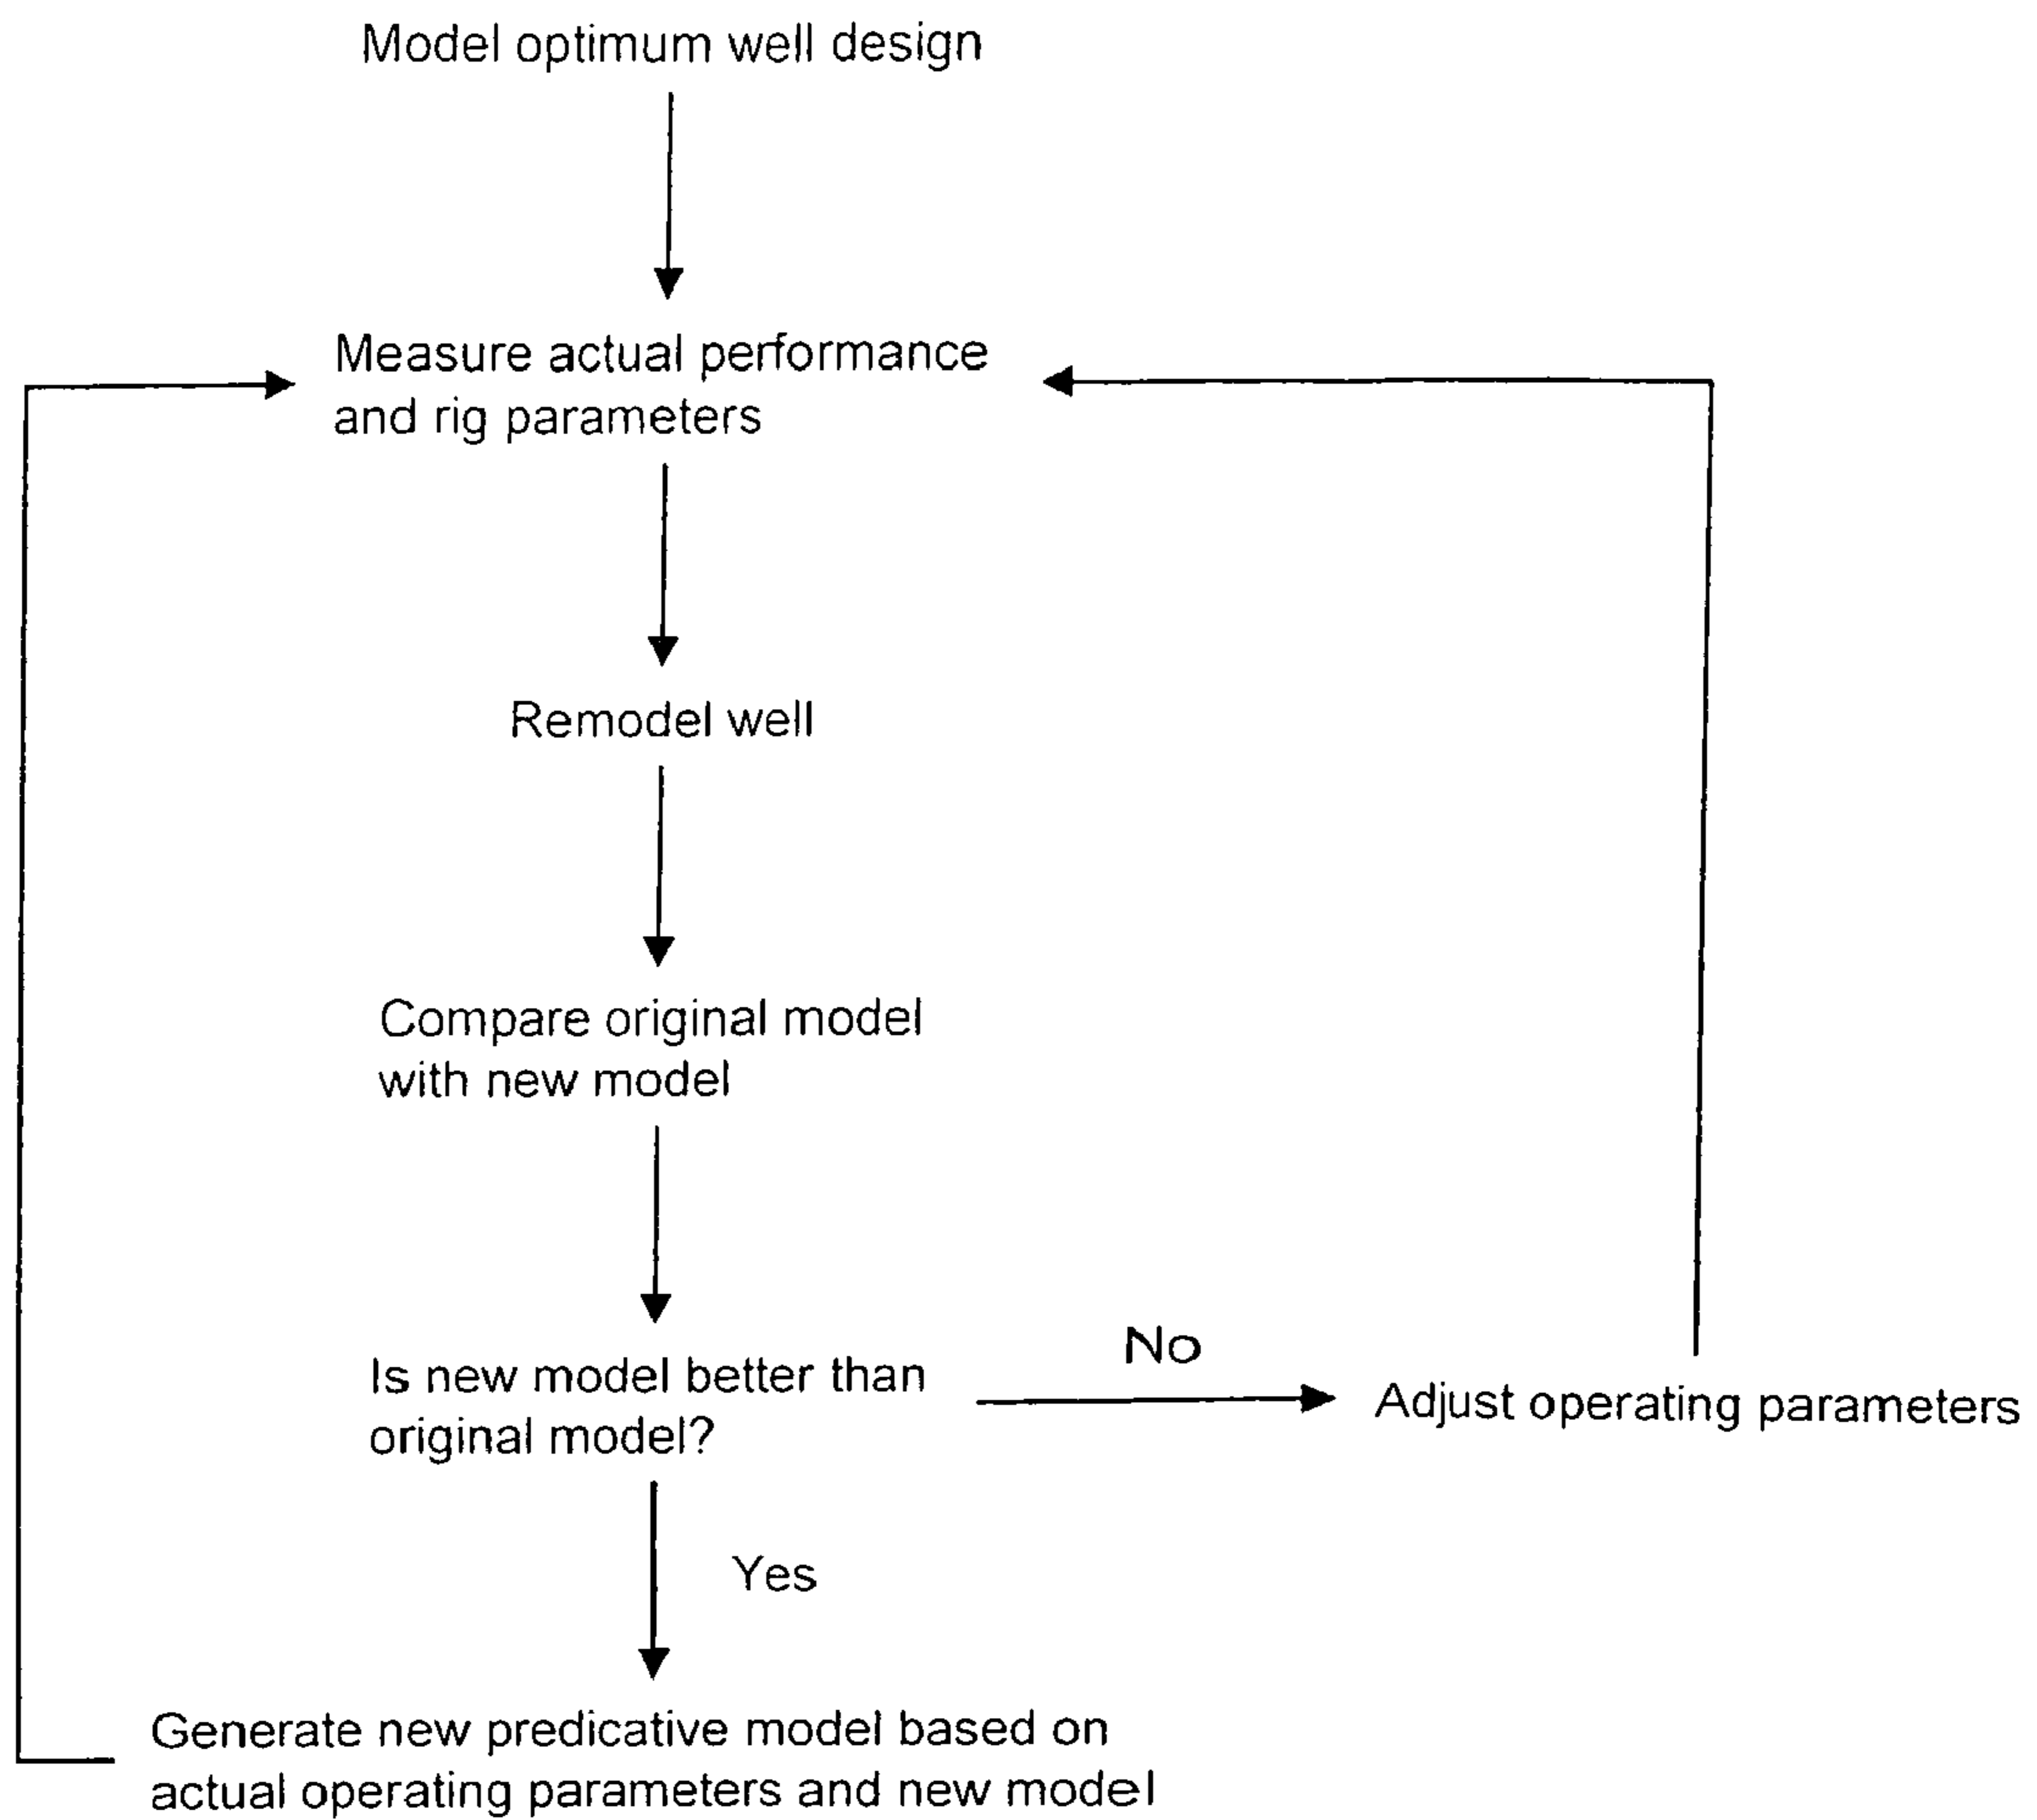 Model optimum well design
Measure actual performance
and rig parameters
Remodel well
Compare original model
with new model
Is new model better than
original model?
No
Adjust operating parameters
Yes
Generate new predicative model based on
actual operating parameters and new model